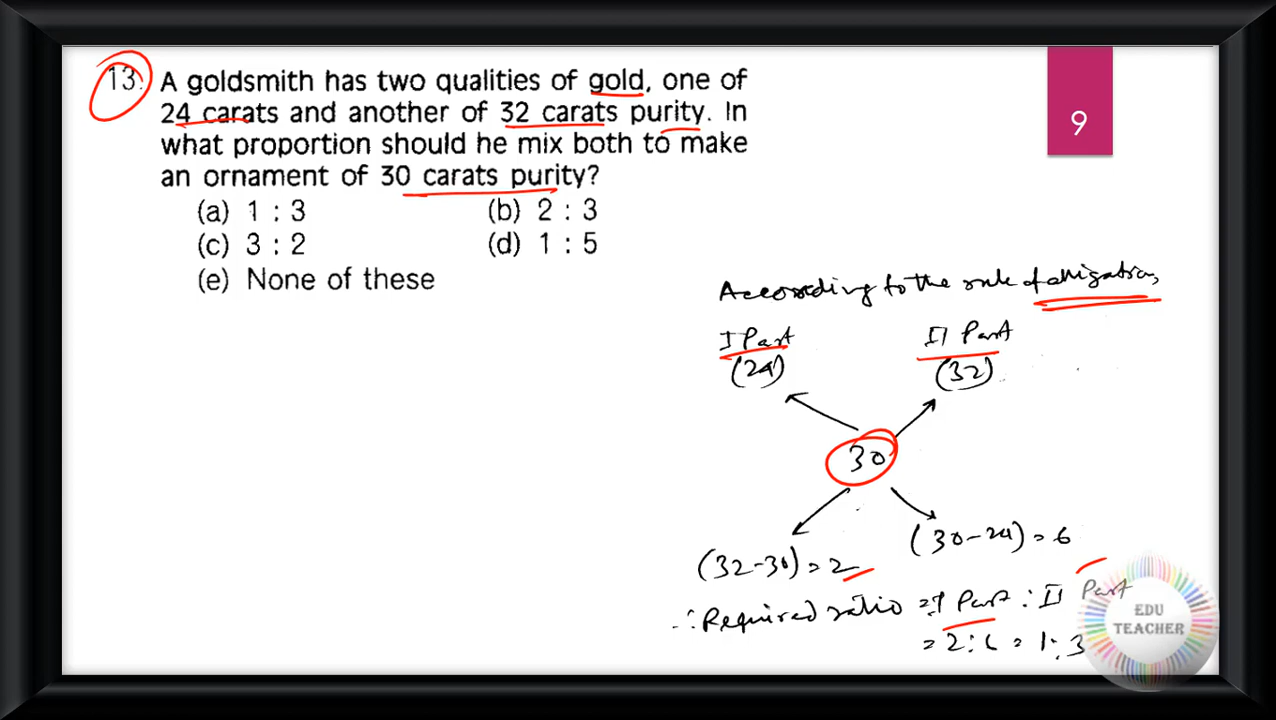 13. A goldsmith has two qualities of gold, one of
24 carats and another of 32 carats purity. In
what proportion should he mix both to make
an ornament of 30 carats purity?
(a) 1 : 3 (b) 2 : 3
(c) 3 : 2 (d) 1 : 5
(e) None of these
9
According to the rule of alligation,
I Part II Part
(24) (32)
30
(32-30) = 2 (30-24) = 6
∴ Required ratio = I Part : II Part
= 2 : 6 = 1 : 3
EDU
TEACHER